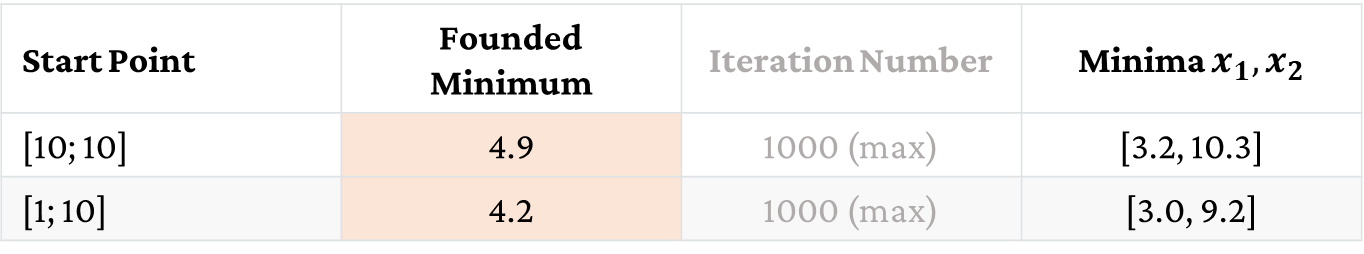 Start Point
Founded
Minimum
Iteration Number
Minima x₁, x₂
[10; 10]
4.9
1000 (max)
[3.2, 10.3]
[1; 10]
4.2
1000 (max)
[3.0, 9.2]